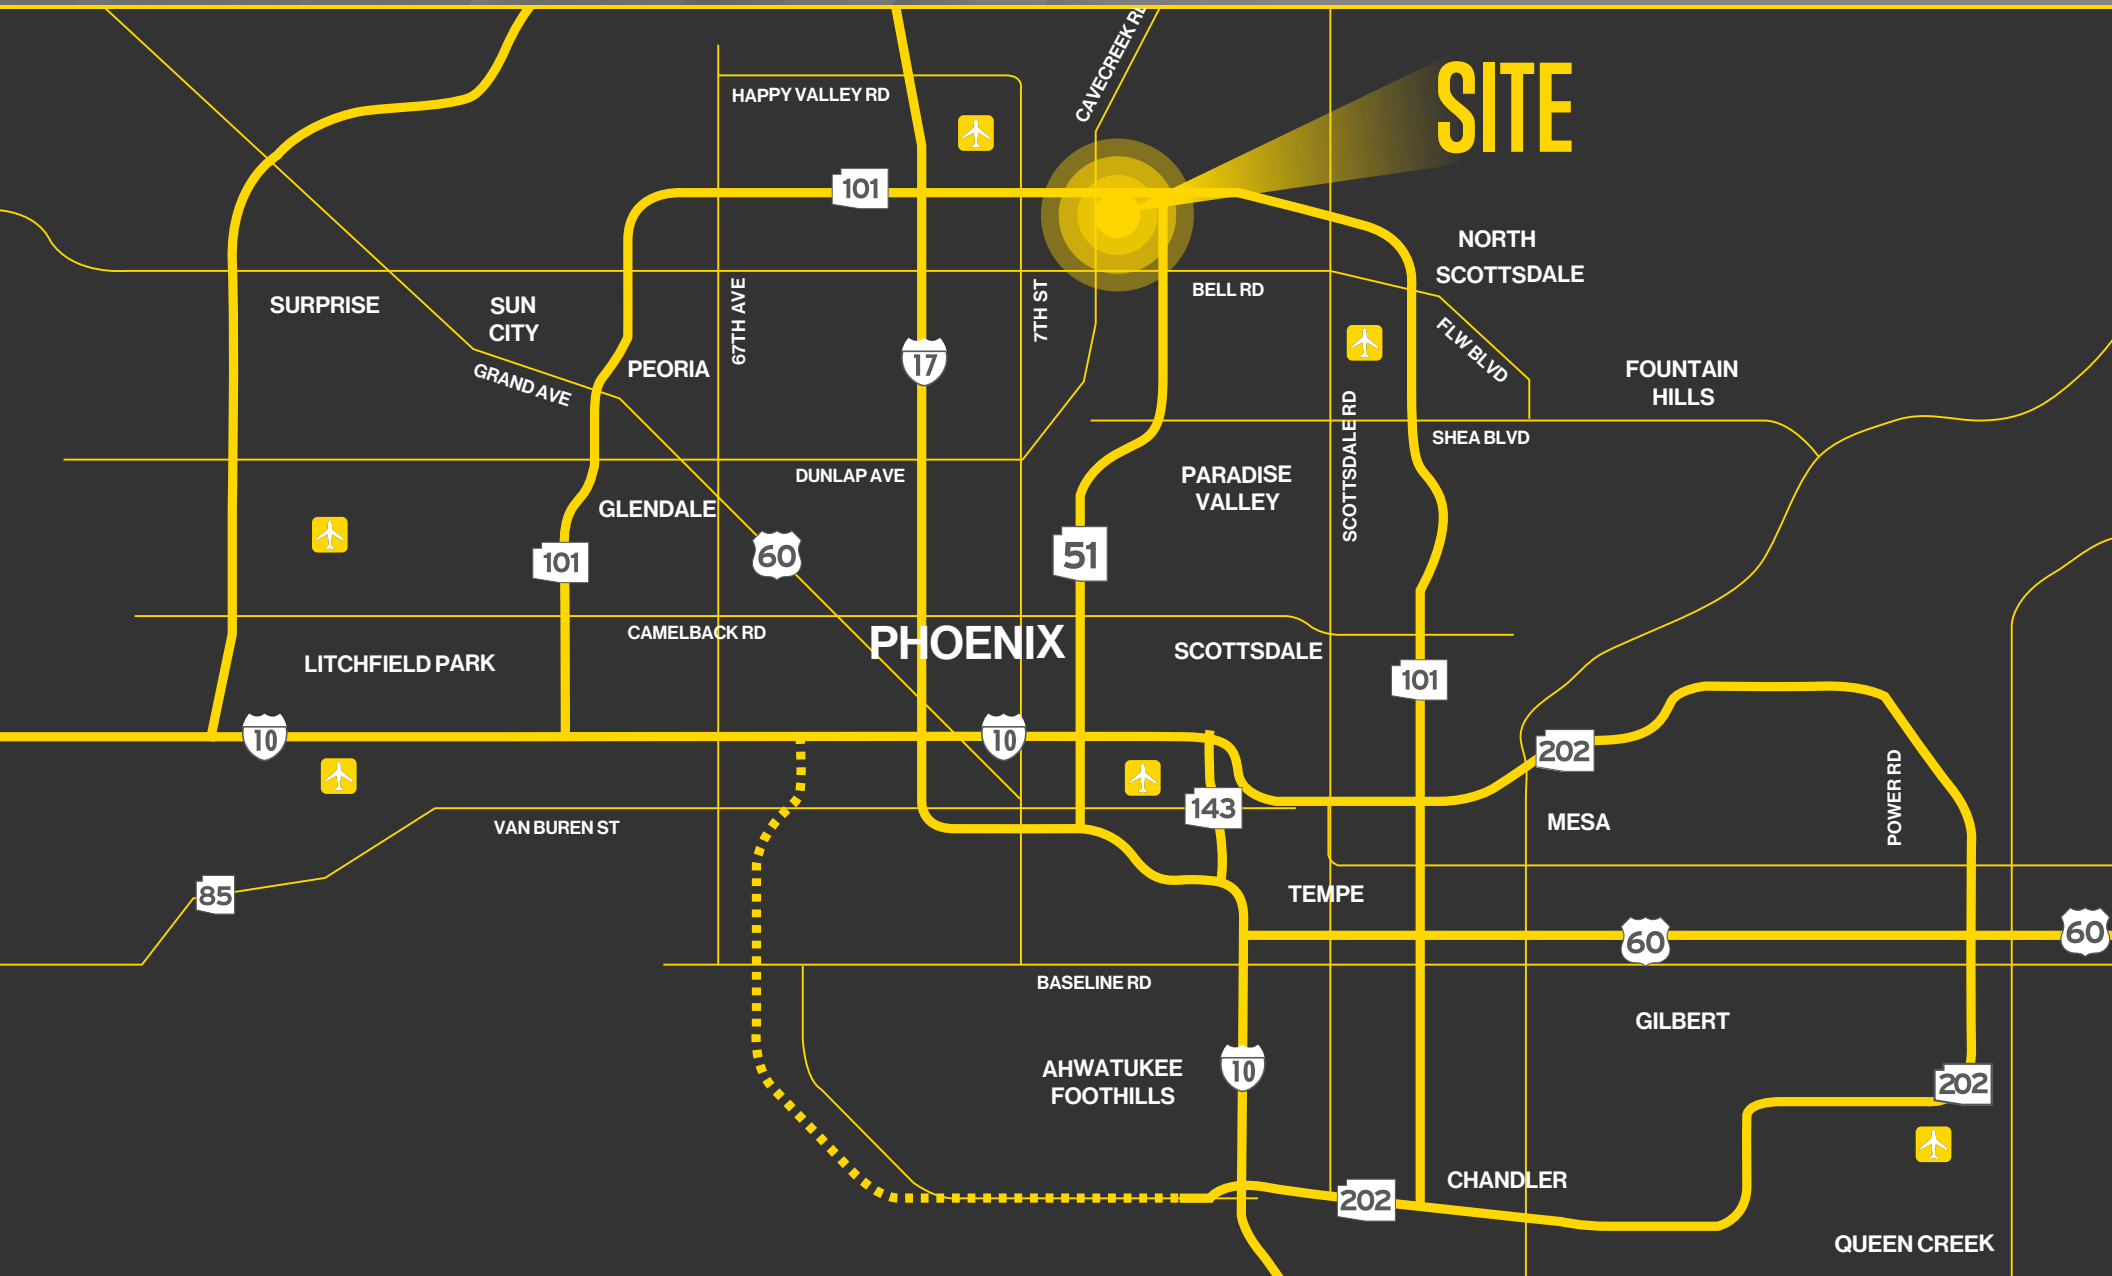 CAVECREEK RD
SITE
HAPPY VALLEY RD
101
NORTH
SCOTTSDALE
BELL RD
67TH AVE
7TH ST
SURPRISE
SUN
CITY
GRAND AVE
PEORIA
17
FLW BLVD
FOUNTAIN
HILLS
SCOTTSDALE RD
SHEA BLVD
DUNLAP AVE
PARADISE
VALLEY
GLENDALE
101
60
51
CAMELBACK RD
PHOENIX
SCOTTSDALE
LITCHFIELD PARK
101
10
10
202
POWER RD
143
VAN BUREN ST
MESA
85
TEMPE
60
60
BASELINE RD
GILBERT
AHWATUKEE
FOOTHILLS
10
202
CHANDLER
202
QUEEN CREEK